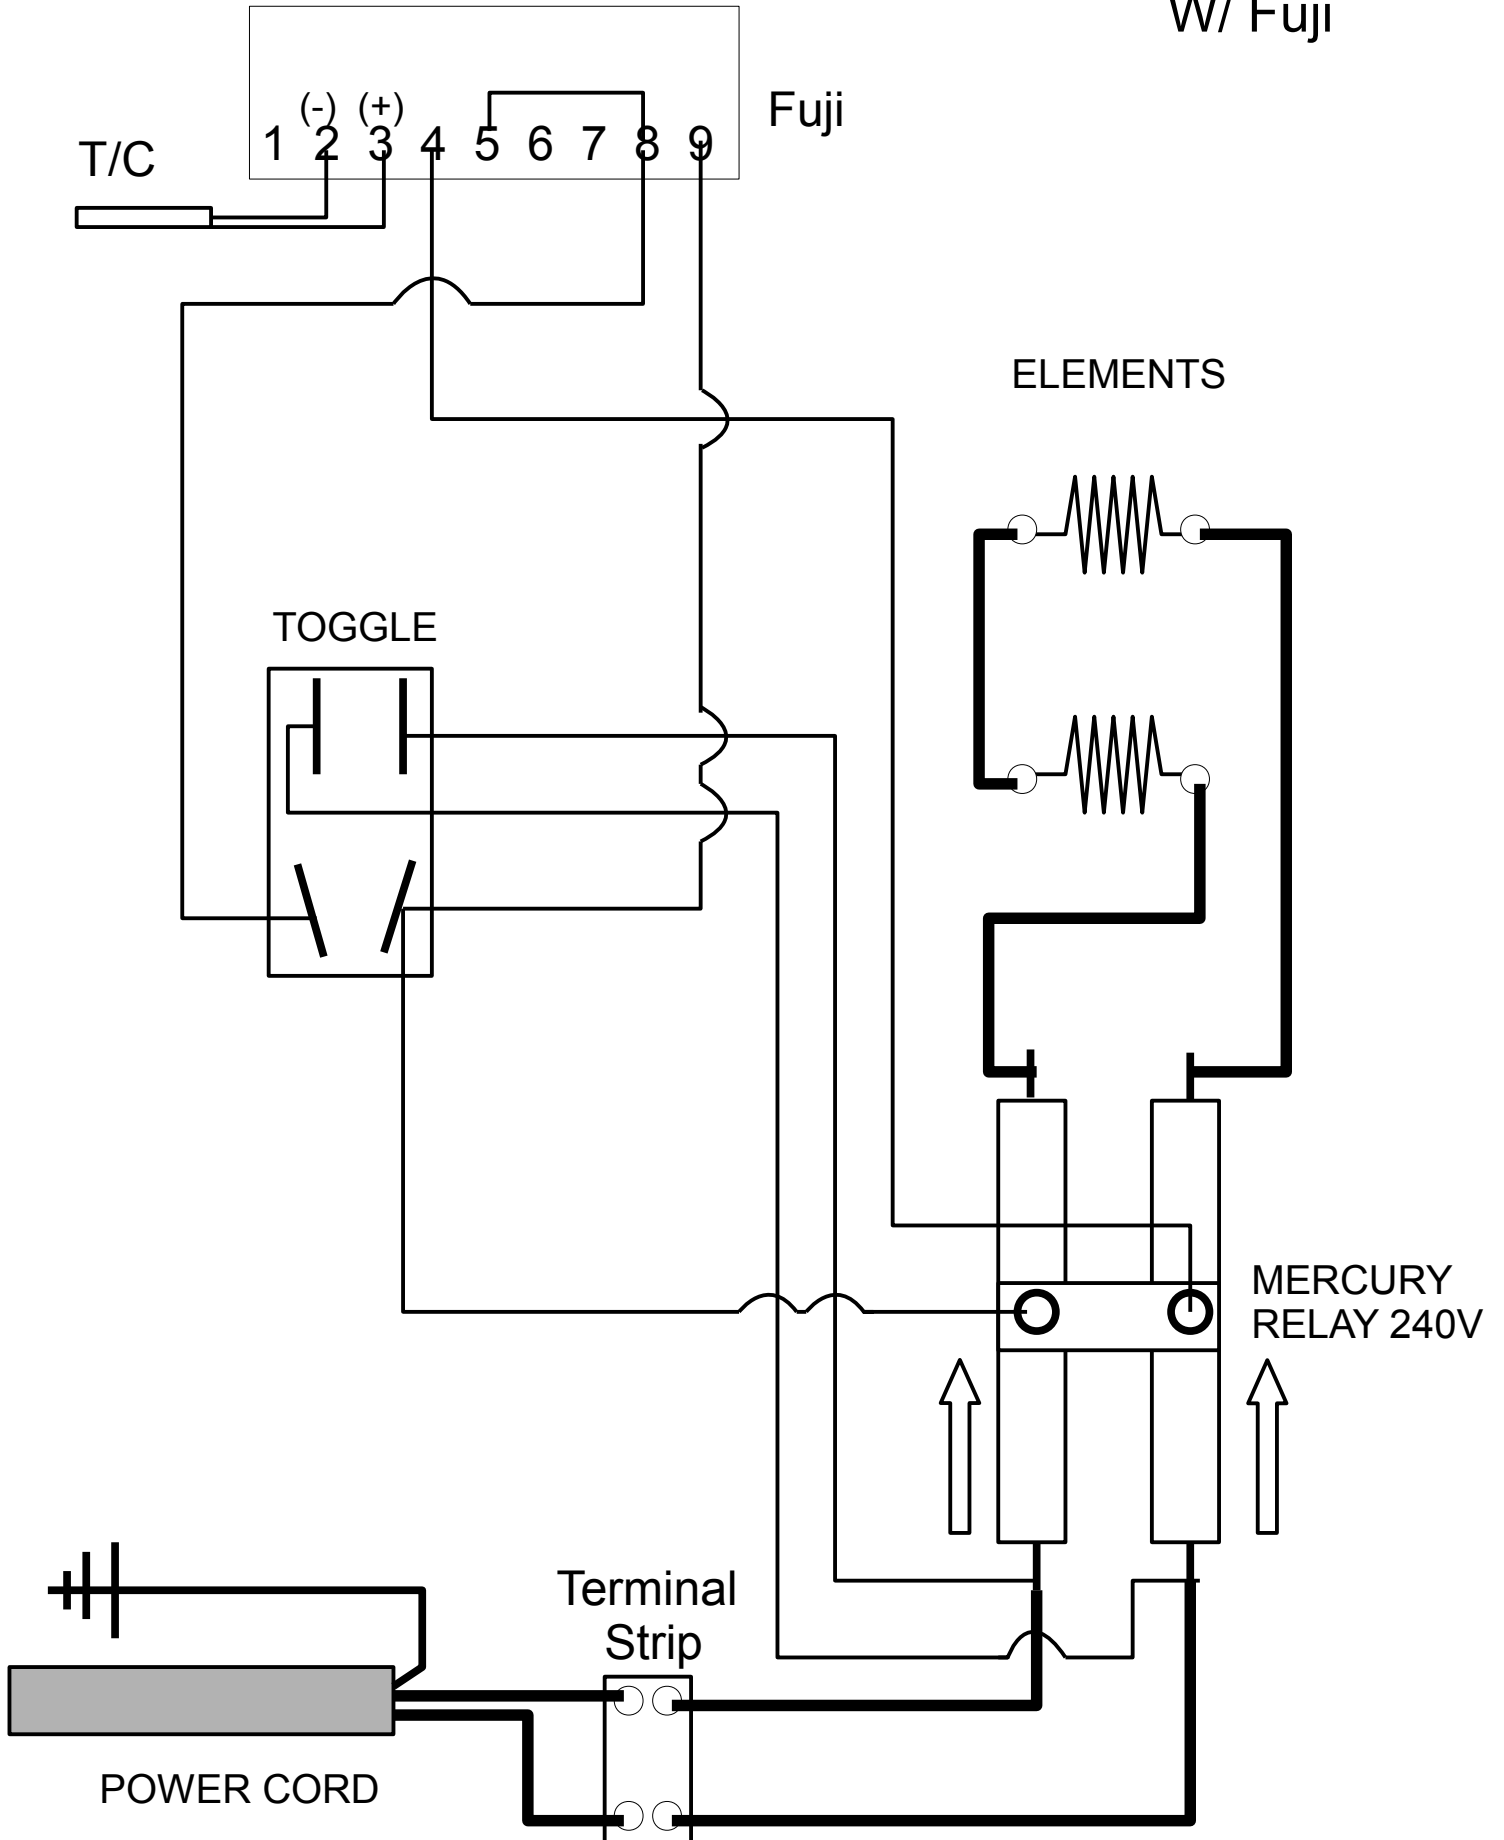 W/ Fuji
Fuji
(-) (+)
1 2 3 4 5 6 7 8 9
T/C
ELEMENTS
TOGGLE
MERCURY
RELAY 240V
Terminal
Strip
POWER CORD